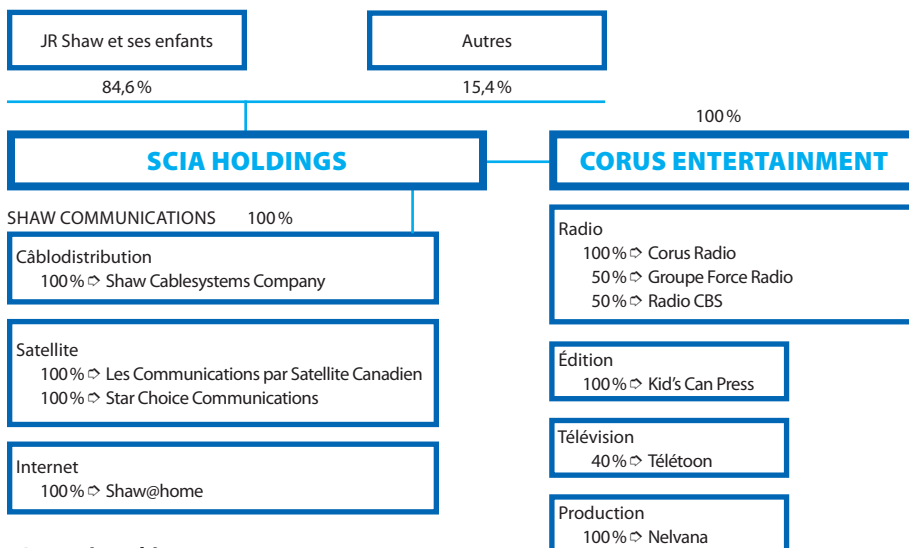 JR Shaw et ses enfants
Autres
84,6 %
15,4 %
100 %
SCIA HOLDINGS
CORUS ENTERTAINMENT
SHAW COMMUNICATIONS 100 %
Câblodistribution
100 % ➩ Shaw Cablesystems Company
Satellite
100 % ➩ Les Communications par Satellite Canadien
100 % ➩ Star Choice Communications
Internet
100 % ➩ Shaw@home
Radio
100 % ➩ Corus Radio
50 % ➩ Groupe Force Radio
50 % ➩ Radio CBS
Édition
100 % ➩ Kid's Can Press
Télévision
40 % ➩ Télétoon
Production
100 % ➩ Nelvana